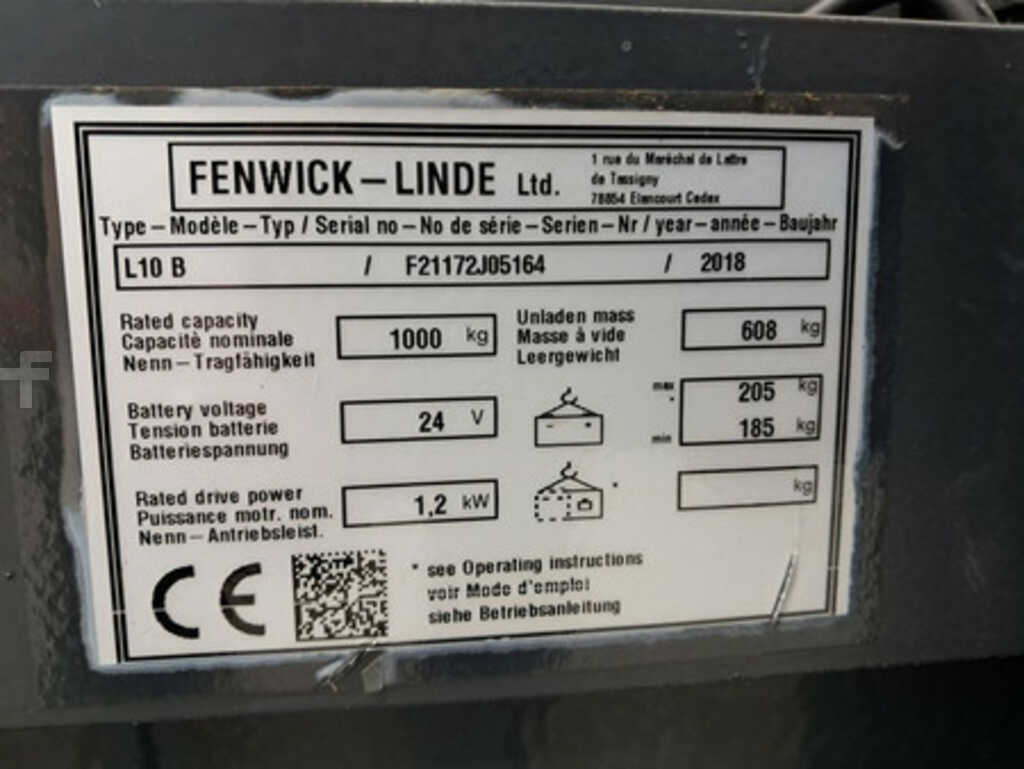 FENWICK – LINDE Ltd.
1 rue du Maréchal de Lattre
de Tassigny
78854 Elancourt Cedex
Type – Modèle – Typ / Serial no – No de série – Serien – Nr / year – année – Baujahr
L10 B / F21172J05164 / 2018
Rated capacity
Capacitè nominale
Nenn – Tragfähigkeit
1000 kg
Unladen mass
Masse à vide
Leergewicht
608 kg
Battery voltage
Tension batterie
Batteriespannung
24 V
max * 205 kg
min 185 kg
Rated drive power
Puissance motr. nom.
Nenn – Antriebsleist.
1,2 kW
* kg
CE
* see Operating instructions
voir Mode d'emploi
siehe Betriebsanleitung